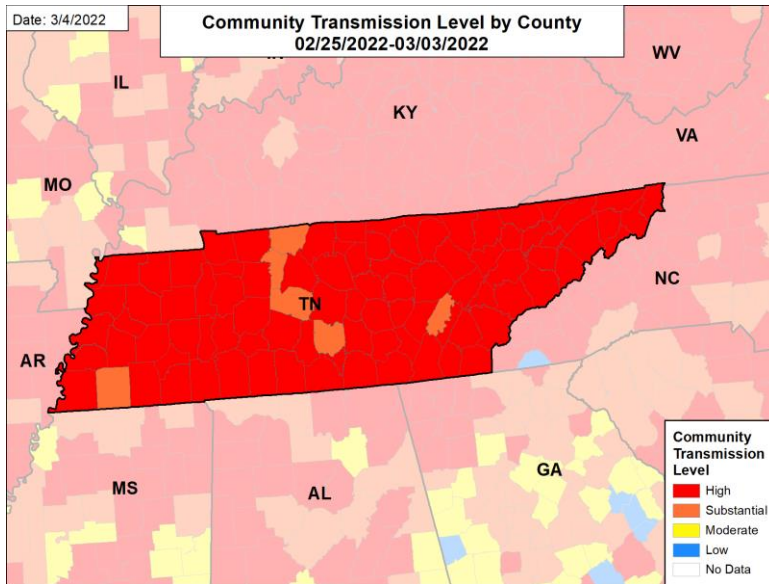 Date: 3/4/2022
Community Transmission Level by County
02/25/2022-03/03/2022
WV
IL
KY
VA
MO
NC
TN
AR
GA
MS
AL
Community
Transmission
Level
High
Substantial
Moderate
Low
No Data